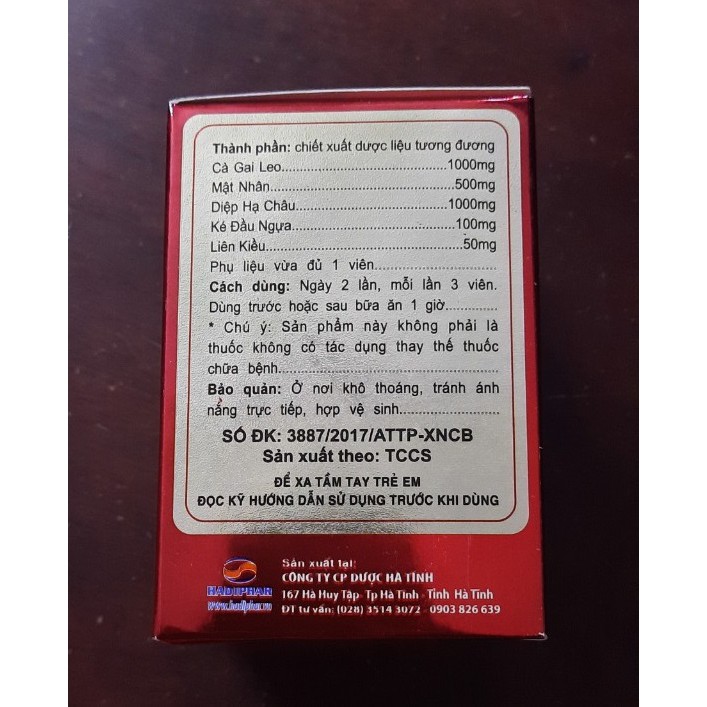 Thành phần: chiết xuất dược liệu tương đương
Cà Gai Leo..........................................1000mg
Mật Nhân..............................................500mg
Diệp Hạ Châu......................................1000mg
Ké Đầu Ngựa.........................................100mg
Liên Kiều..................................................50mg
Phụ liệu vừa đủ 1 viên..............................
Cách dùng: Ngày 2 lần, mỗi lần 3 viên.
Dùng trước hoặc sau bữa ăn 1 giờ.............
* Chú ý: Sản phẩm này không phải là
thuốc không có tác dụng thay thế thuốc
chữa bệnh.......................................................
Bảo quản: Ở nơi khô thoáng, tránh ánh
nắng trực tiếp, hợp vệ sinh.........................
SỐ ĐK: 3887/2017/ATTP-XNCB
Sản xuất theo: TCCS
ĐỂ XA TẦM TAY TRẺ EM
ĐỌC KỸ HƯỚNG DẪN SỬ DỤNG TRƯỚC KHI DÙNG
Sản xuất tại:
CÔNG TY CP DƯỢC HÀ TĨNH
167 Hà Huy Tập - Tp Hà Tĩnh - Tỉnh Hà Tĩnh
ĐT tư vấn: (028) 3514 3072 - 0903 826 639
HADIPHAR
www.hadiphar.vn